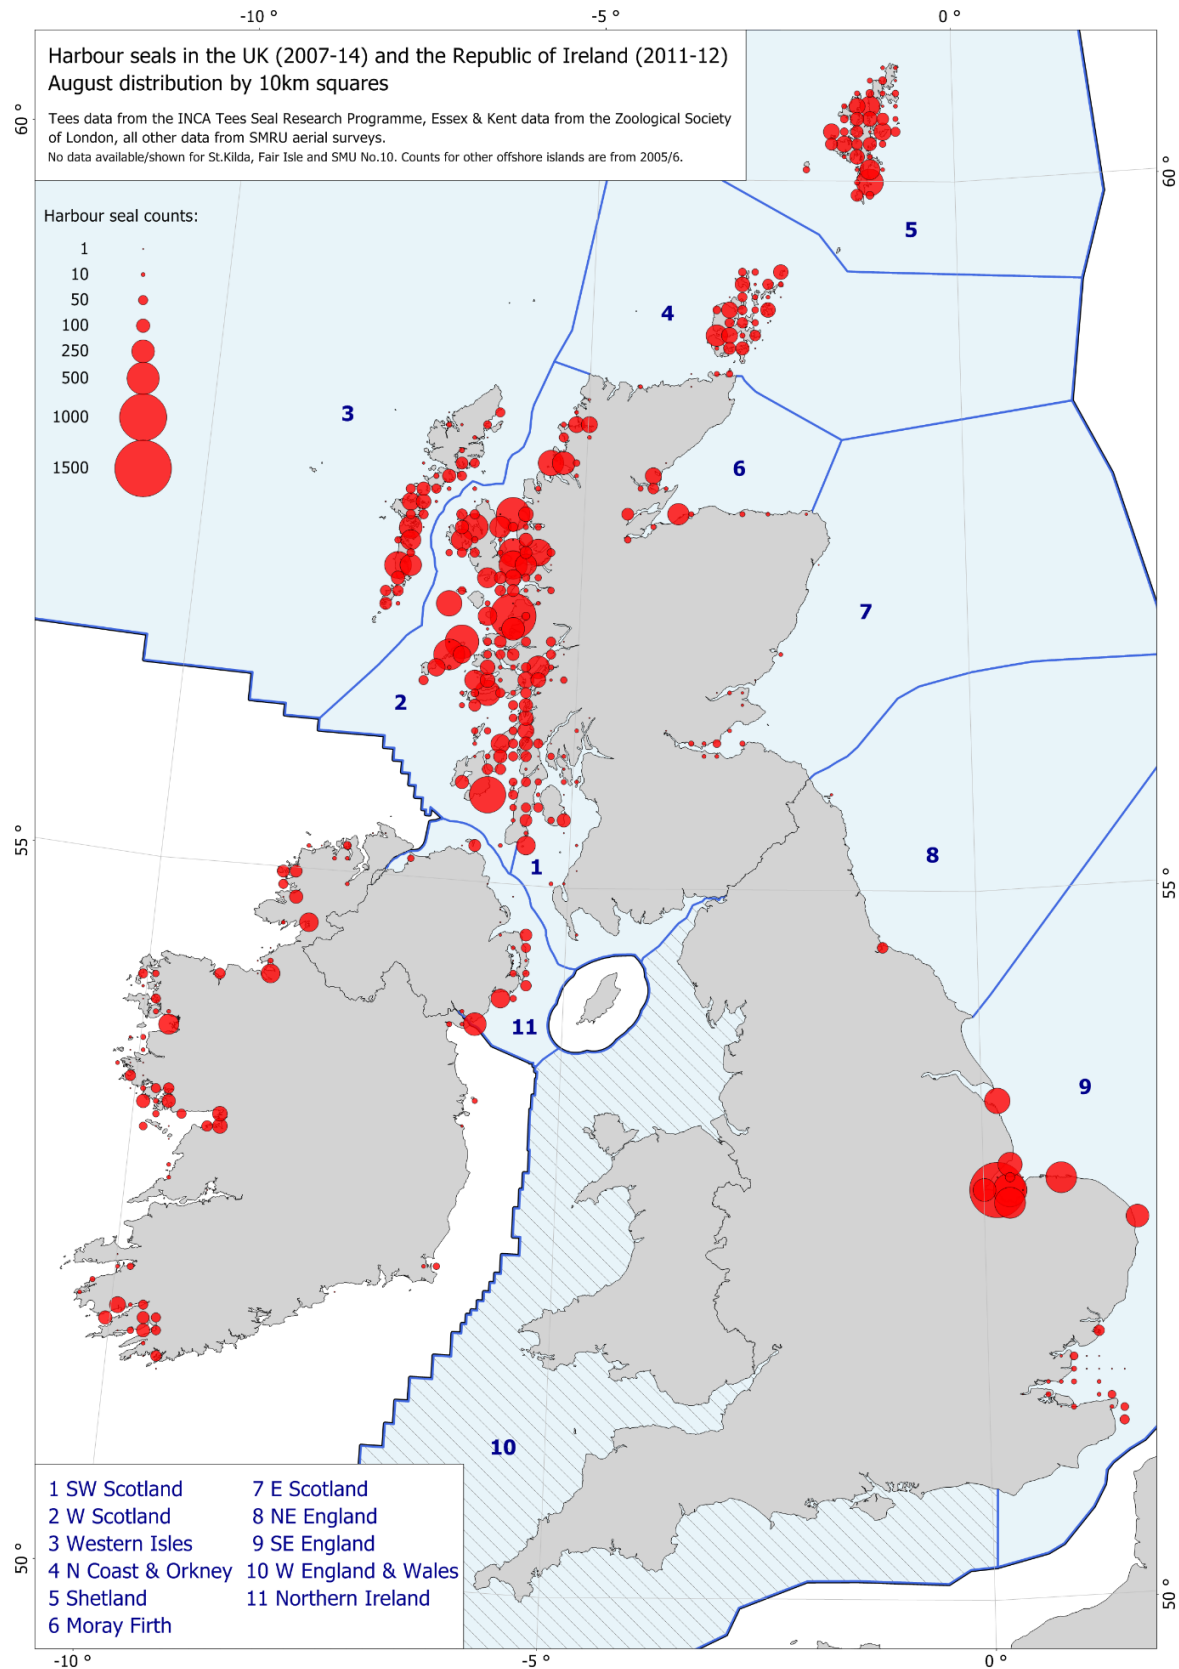 -10 °
-5 °
0 °
Harbour seals in the UK (2007-14) and the Republic of Ireland (2011-12)
August distribution by 10km squares
Tees data from the INCA Tees Seal Research Programme, Essex & Kent data from the Zoological Society
of London, all other data from SMRU aerial surveys.
No data available/shown for St.Kilda, Fair Isle and SMU No.10. Counts for other offshore islands are from 2005/6.
60 °
60 °
Harbour seal counts:
1
10
50
100
250
500
1000
1500
5
4
3
6
7
2
55 °
55 °
1
8
11
9
10
1 SW Scotland
2 W Scotland
3 Western Isles
4 N Coast & Orkney
5 Shetland
6 Moray Firth
7 E Scotland
8 NE England
9 SE England
10 W England & Wales
11 Northern Ireland
50 °
50 °
-10 °
-5 °
0 °